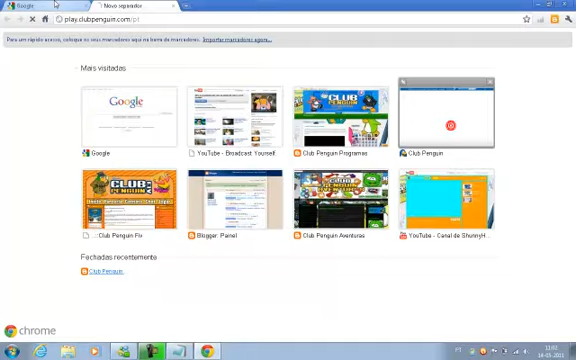 Google
Novo separador
play.clubpenguin.com/pt
Para um rápido acesso, coloque os seus marcadores aqui na barra de marcadores. Importar marcadores agora...
Mais visitadas
Google
Google
YouTube - Broadcast Yourself.
Club Penguin Programas
Club Penguin
CLUB
Blogger: Painel
Club Penguin Aventuras
YouTube - Canal de ShunnyH...
Fechadas recentemente
Club Penguin
chrome
PT